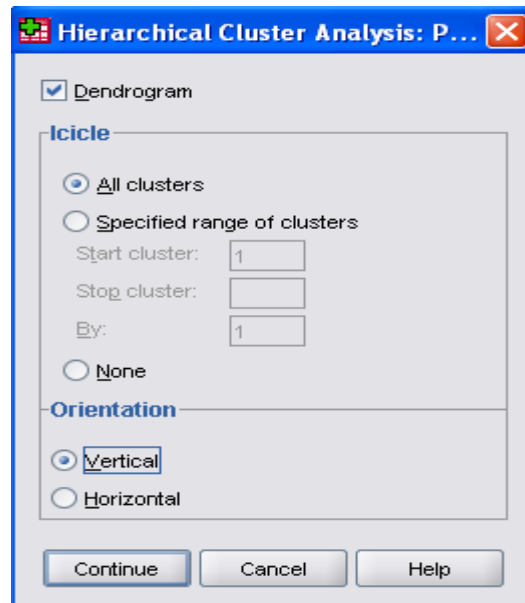 Hierarchical Cluster Analysis: P...
Dendrogram
Icicle
All clusters
Specified range of clusters
Start cluster: 1
Stop cluster:
By: 1
None
Orientation
Vertical
Horizontal
Continue Cancel Help